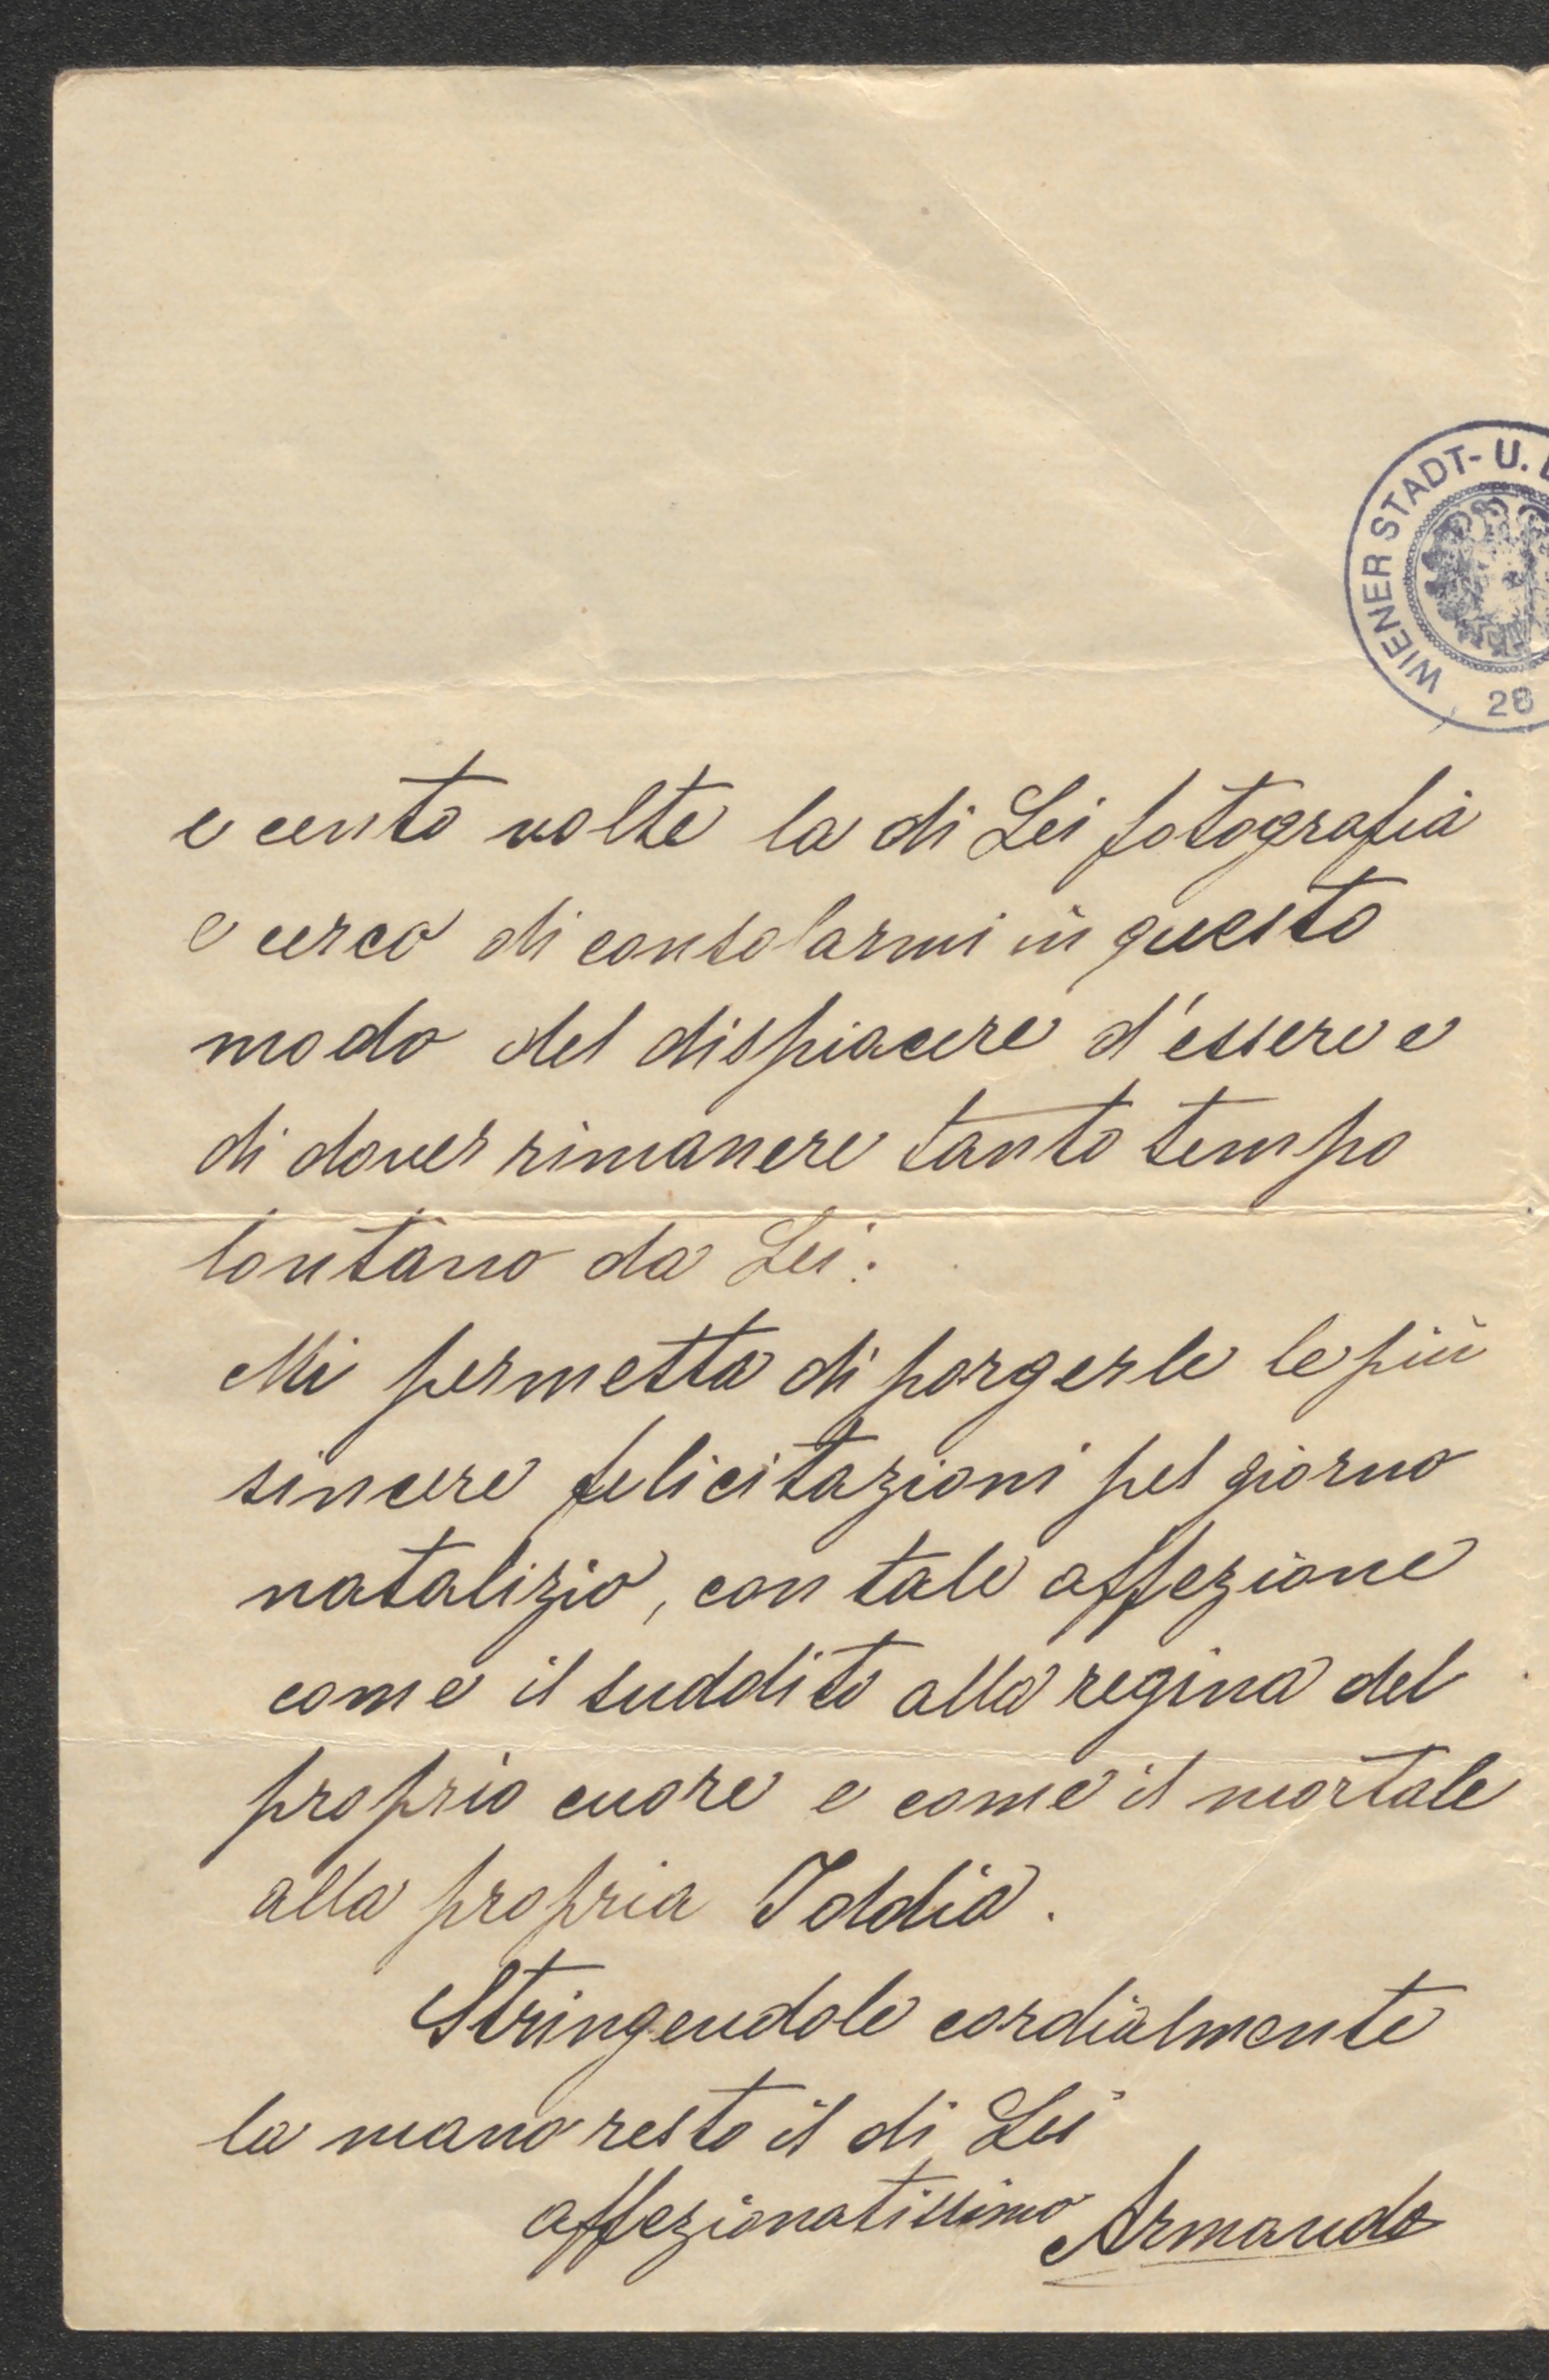 WIENER STADT- U.
28
e cento volte la di Lei fotografia
e cerco di consolarmi in questo
modo del dispiacere d'essere e
di dover rimanere tanto tempo
lontano da Lei.
Mi permetta di porgerle le più
sincere felicitazioni pel giorno
natalizio, con tale affezione
come il suddito alla regina del
proprio cuore e come il mortale
alla propria Iddia.
Stringendole cordialmente
la mano resto il di Lei
affezionatissimo Armando